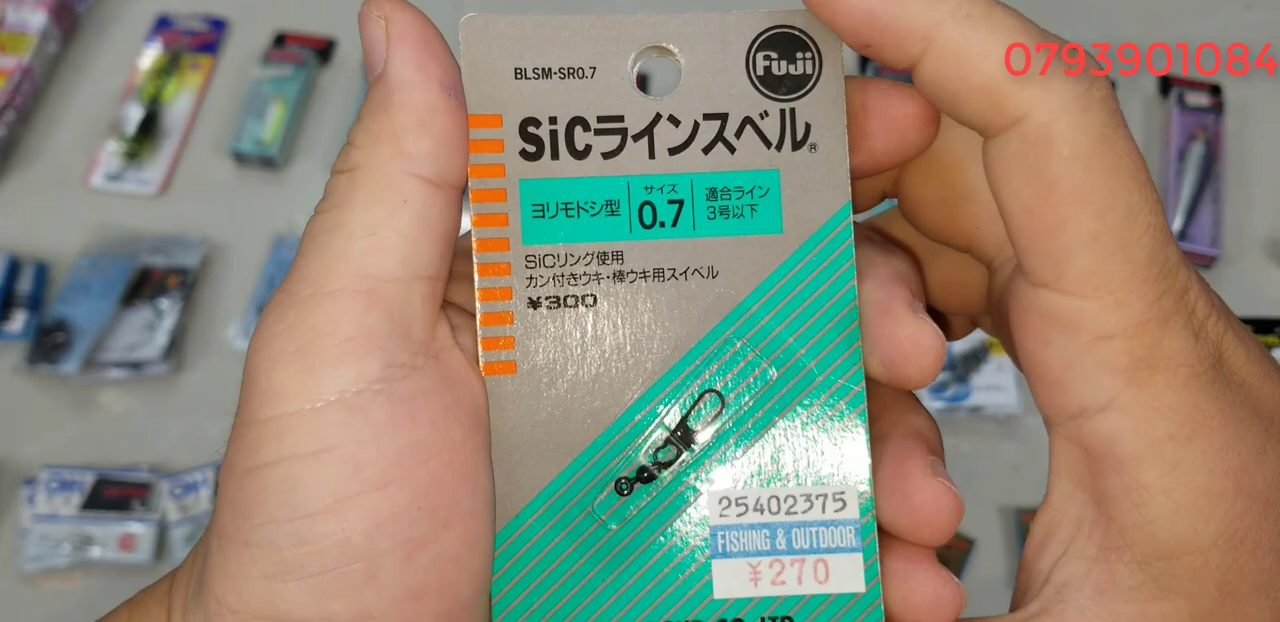 0793901084
BLSM-SR0.7
Fuji
SiCラインスベル®
ヨリモドシ型
サイズ
0.7
適合ライン
3号以下
SiCリング使用
カン付きウキ・棒ウキ用スイベル
¥300
25402375
FISHING & OUTDOOR
¥270
CO.,LTD.